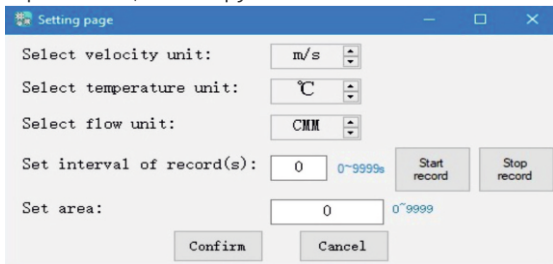 Setting page
Select velocity unit: m/s
Select temperature unit: ℃
Select flow unit: CMM
Set interval of record(s): 0 0~9999s Start record Stop record
Set area: 0 0~9999
Confirm Cancel